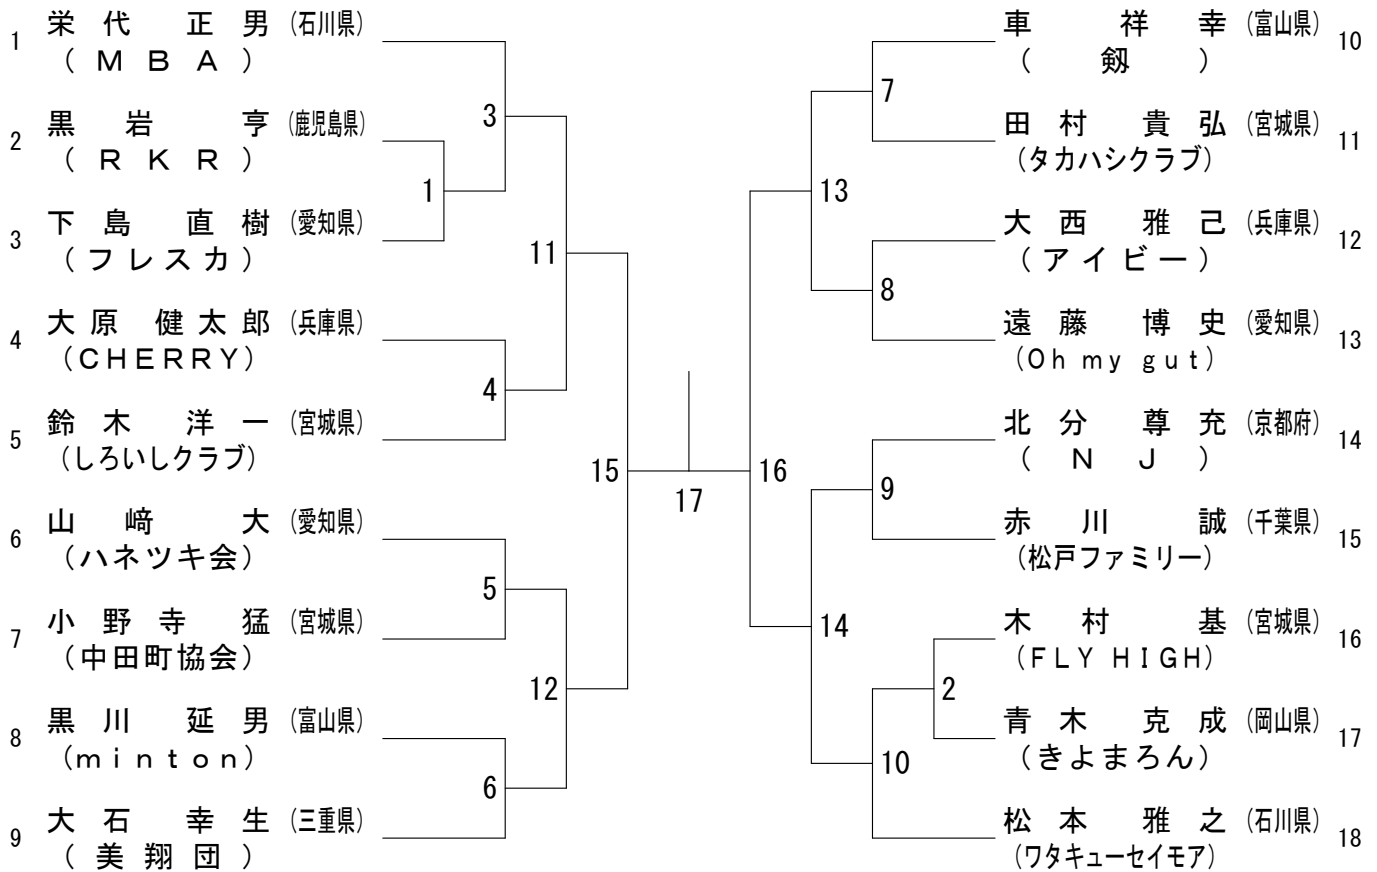 1 栄代 正男 (石川県)
(MBA)
2 黒岩 亨 (鹿児島県)
(RKR)
3 下島 直樹 (愛知県)
(フレスカ)
4 大原 健太郎 (兵庫県)
(CHERRY)
5 鈴木 洋一 (宮城県)
(しろいしクラブ)
6 山﨑 大 (愛知県)
(ハネツキ会)
7 小野寺 猛 (宮城県)
(中田町協会)
8 黒川 延男 (富山県)
(minton)
9 大石 幸生 (三重県)
(美翔団)
1
3
4
5
6
11
12
15
17
16
13
14
7
8
9
2
10
車 祥幸 (富山県) 10
(剱)
田村 貴弘 (宮城県) 11
(タカハシクラブ)
大西 雅己 (兵庫県) 12
(アイビー)
遠藤 博史 (愛知県) 13
(Oh my gut)
北分 尊充 (京都府) 14
(NJ)
赤川 誠 (千葉県) 15
(松戸ファミリー)
木村 基 (宮城県) 16
(FLY HIGH)
青木 克成 (岡山県) 17
(きよまろん)
松本 雅之 (石川県) 18
(ワタキューセイモア)